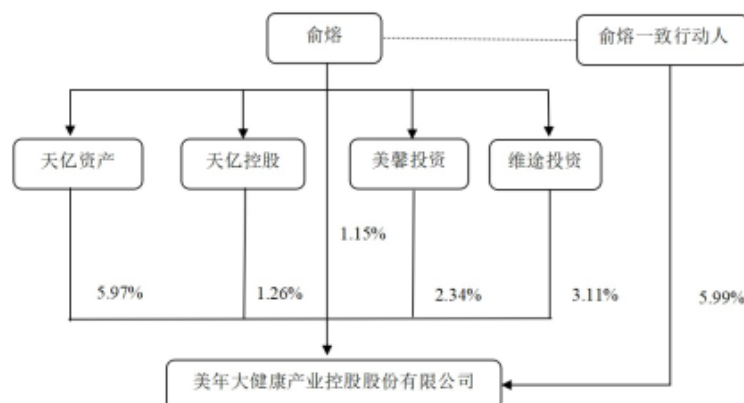 俞熔
俞熔一致行动人
天亿资产
天亿控股
美馨投资
维途投资
1.15%
5.97%
1.26%
2.34%
3.11%
5.99%
美年大健康产业控股股份有限公司